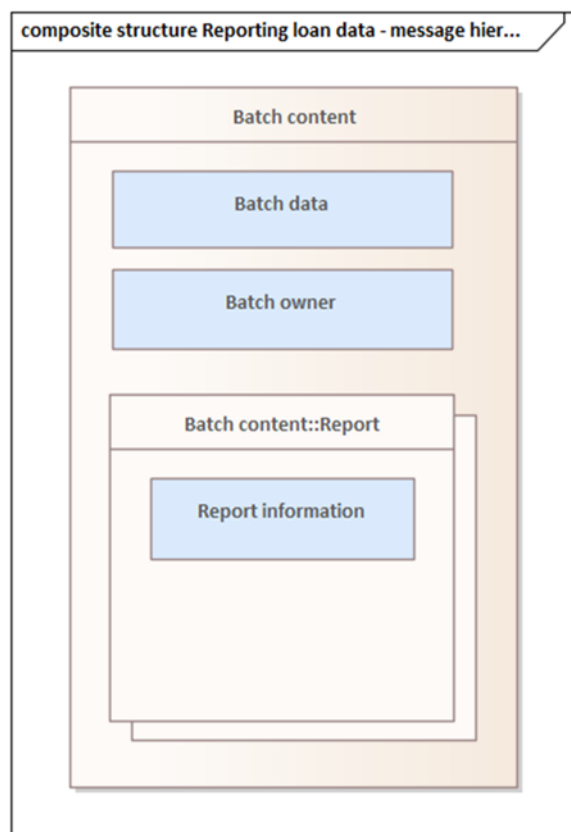 composite structure Reporting loan data - message hier...
Batch content
Batch data
Batch owner
Batch content::Report
Report information